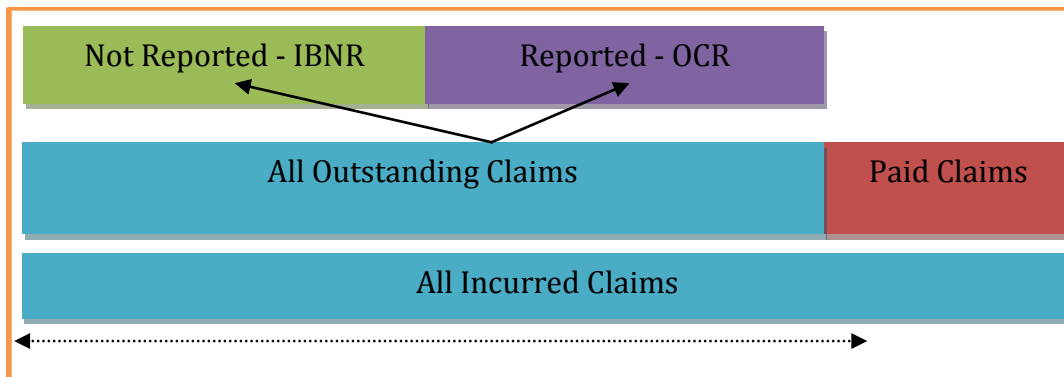 Not Reported - IBNR
Reported - OCR
All Outstanding Claims
Paid Claims
All Incurred Claims